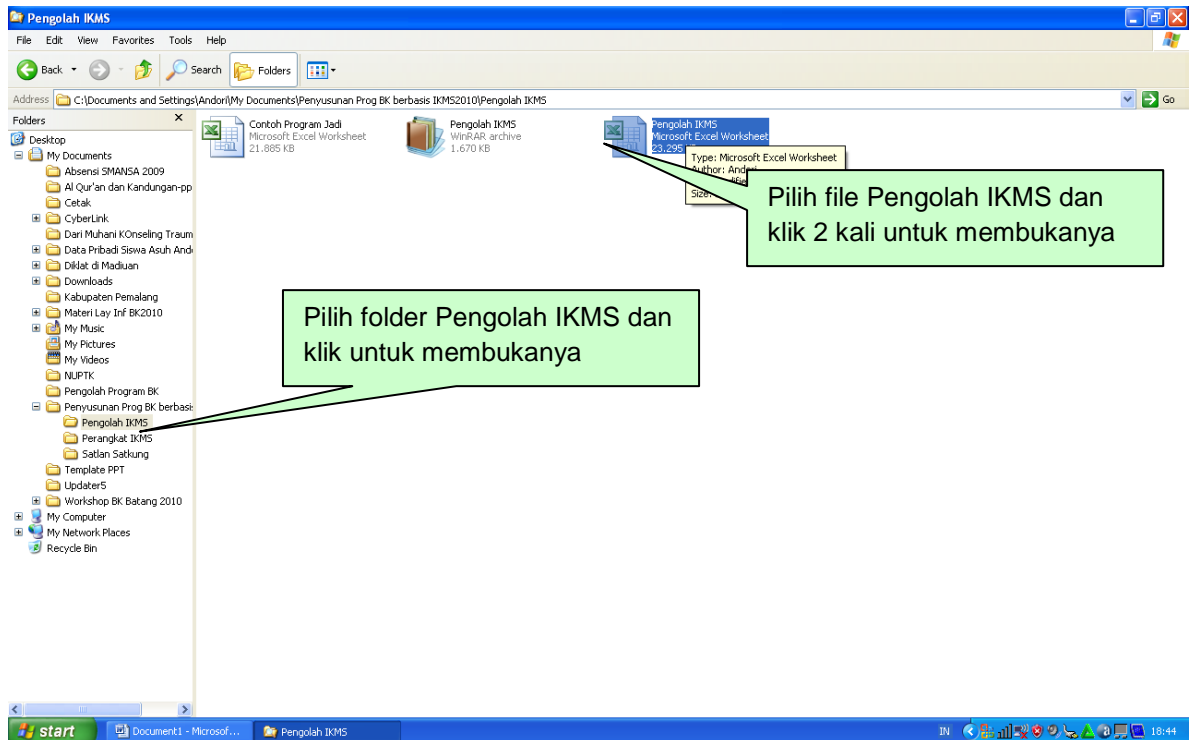 Pengolah IKMS
File Edit View Favorites Tools Help
Back Search Folders
Address C:\Documents and Settings\Andori\My Documents\Penyusunan Prog BK berbasis IKMS2010\Pengolah IKMS Go
Folders
Desktop
My Documents
Absensi SMANSA 2009
Al Qur'an dan Kandungan-pp
Cetak
CyberLink
Dari Muhani KOnseling Traum
Data Pribadi Siswa Asuh And
Diklat di Madiuan
Downloads
Kabupaten Pemalang
Materi Lay Inf BK2010
My Music
My Pictures
My Videos
NUPTK
Pengolah Program BK
Penyusunan Prog BK berbasis
Pengolah IKMS
Perangkat IKMS
Satlan Satkung
Template PPT
Updater5
Workshop BK Batang 2010
My Computer
My Network Places
Recycle Bin
Contoh Program Jadi
Microsoft Excel Worksheet
21.885 KB
Pengolah IKMS
WinRAR archive
1.670 KB
Pengolah IKMS
Microsoft Excel Worksheet
23.295
Type: Microsoft Excel Worksheet
Author: Andori
Size:
Pilih file Pengolah IKMS dan
klik 2 kali untuk membukanya
Pilih folder Pengolah IKMS dan
klik untuk membukanya
start Document1 - Microsof... Pengolah IKMS IN 18:44